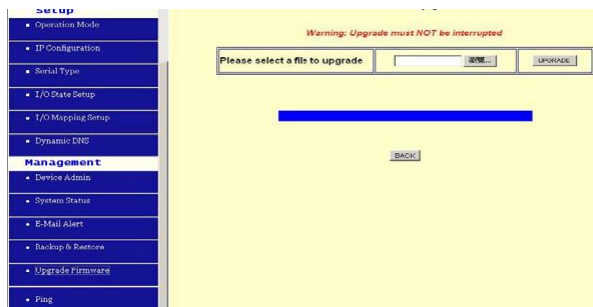 Setup
Operation Mode
IP Configuration
Serial Type
I/O State Setup
I/O Mapping Setup
Dynamic DNS
Management
Device Admin
System Status
E-Mail Alert
Backup & Restore
Upgrade Firmware
Ping
Warning: Upgrade must NOT be interrupted
Please select a file to upgrade
UPGRADE
BACK